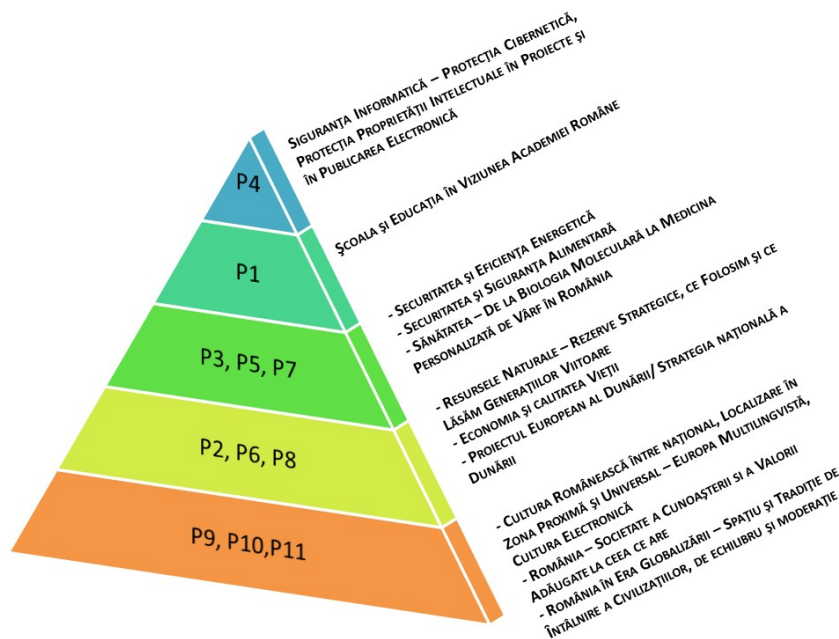 SIGURANȚA INFORMATICĂ – PROTECȚIA CIBERNETICĂ,
PROTECȚIA PROPRIETĂȚII INTELECTUALE ÎN PROIECTE ȘI
ÎN PUBLICAREA ELECTRONICĂ
P4
ȘCOALA ȘI EDUCAȚIA ÎN VIZIUNEA ACADEMIEI ROMÂNE
P1
- SECURITATEA ȘI EFICIENȚA ENERGETICĂ
- SECURITATEA ȘI SIGURANȚA ALIMENTARĂ
- SĂNĂTATEA – DE LA BIOLOGIA MOLECULARĂ LA MEDICINA
PERSONALIZATĂ DE VÂRF ÎN ROMÂNIA
P3, P5, P7
- RESURSELE NATURALE – REZERVE STRATEGICE, CE FOLOSIM ȘI CE
LĂSĂM GENERAȚIILOR VIITOARE
- ECONOMIA ȘI CALITATEA VIEȚII
- PROIECTUL EUROPEAN AL DUNĂRII/ STRATEGIA NAȚIONALĂ A
DUNĂRII
P2, P6, P8
- CULTURA ROMÂNEASCĂ ÎNTRE NAȚIONAL, LOCALIZARE ÎN
ZONA PROXIMĂ ȘI UNIVERSAL – EUROPA MULTILINGVISTĂ,
CULTURA ELECTRONICĂ
- ROMÂNIA – SOCIETATE A CUNOAȘTERII SI A VALORII
ADĂUGATE LA CEEA CE ARE
- ROMÂNIA ÎN ERA GLOBALIZĂRII – SPAȚIU ȘI TRADIȚIE DE
ÎNTÂLNIRE A CIVILIZAȚIILOR, DE ECHILIBRU ȘI MODERAȚIE
P9, P10,P11